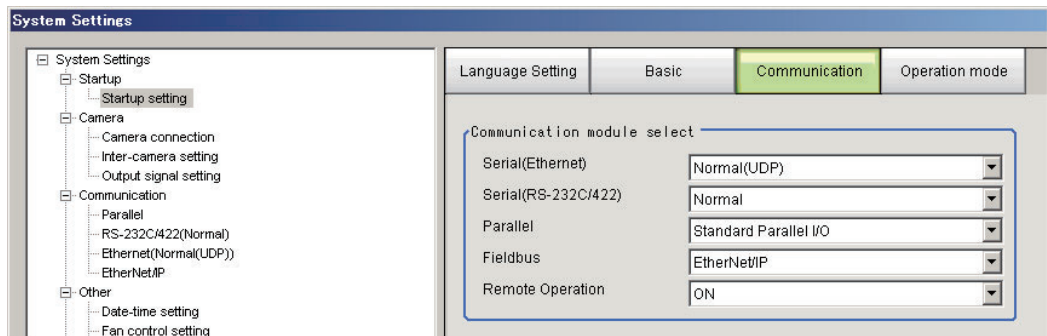 System Settings
System Settings
Startup
Startup setting
Camera
Camera connection
Inter-camera setting
Output signal setting
Communication
Parallel
RS-232C/422(Normal)
Ethernet(Normal(UDP))
EtherNet/IP
Other
Date-time setting
Fan control setting
Language Setting Basic Communication Operation mode
Communication module select
Serial(Ethernet) Normal(UDP)
Serial(RS-232C/422) Normal
Parallel Standard Parallel I/O
Fieldbus EtherNet/IP
Remote Operation ON